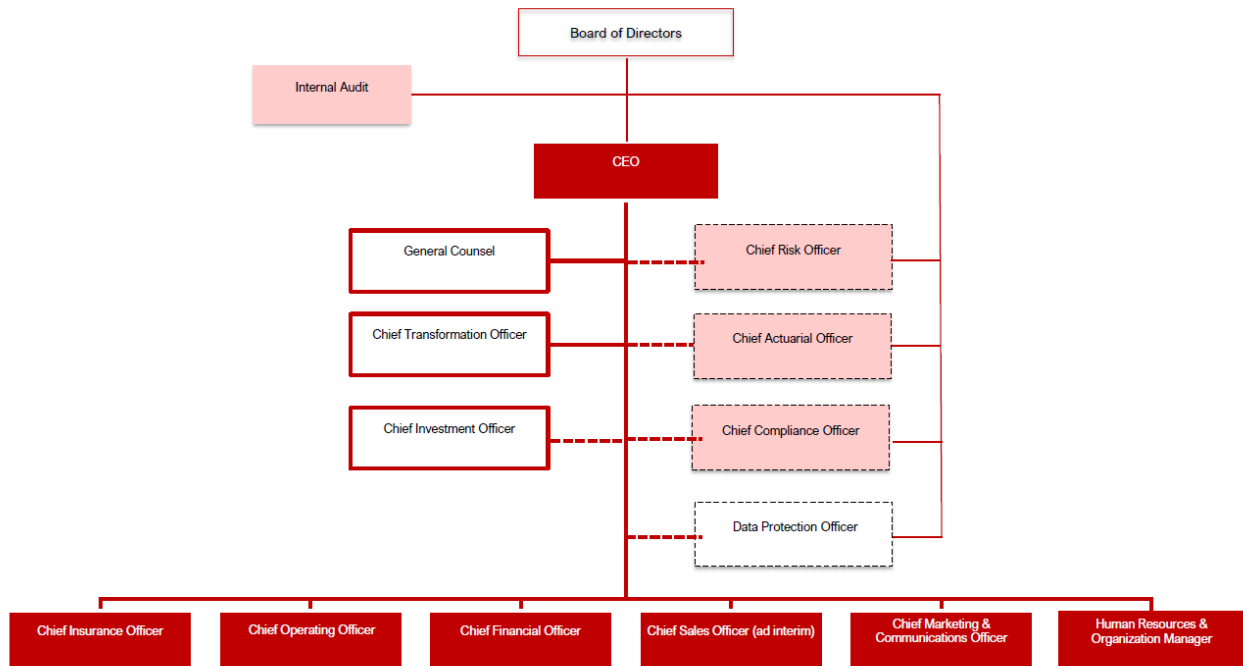 Board of Directors
Internal Audit
CEO
General Counsel
Chief Risk Officer
Chief Transformation Officer
Chief Actuarial Officer
Chief Investment Officer
Chief Compliance Officer
Data Protection Officer
Chief Insurance Officer
Chief Operating Officer
Chief Financial Officer
Chief Sales Officer (ad interim)
Chief Marketing &
Communications Officer
Human Resources &
Organization Manager